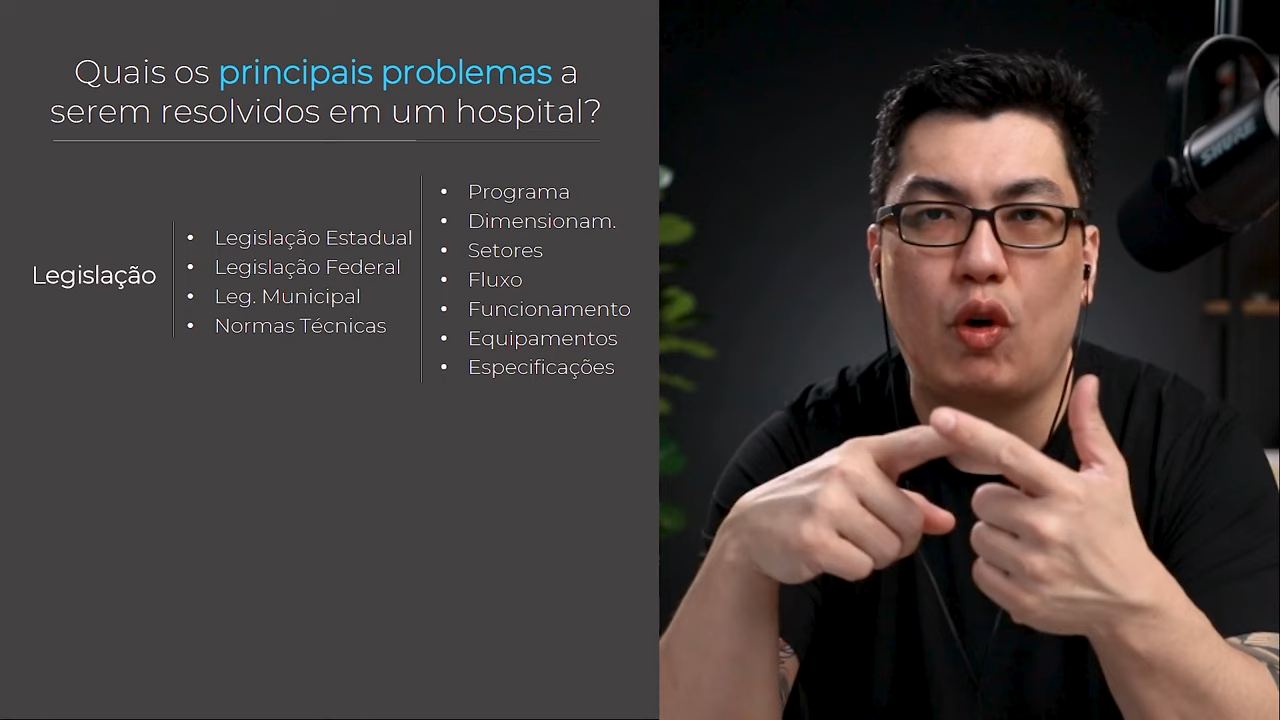 Quais os principais problemas a
serem resolvidos em um hospital?
Legislação
• Legislação Estadual
• Legislação Federal
• Leg. Municipal
• Normas Técnicas
• Programa
• Dimensionam.
• Setores
• Fluxo
• Funcionamento
• Equipamentos
• Especificações
SHURE